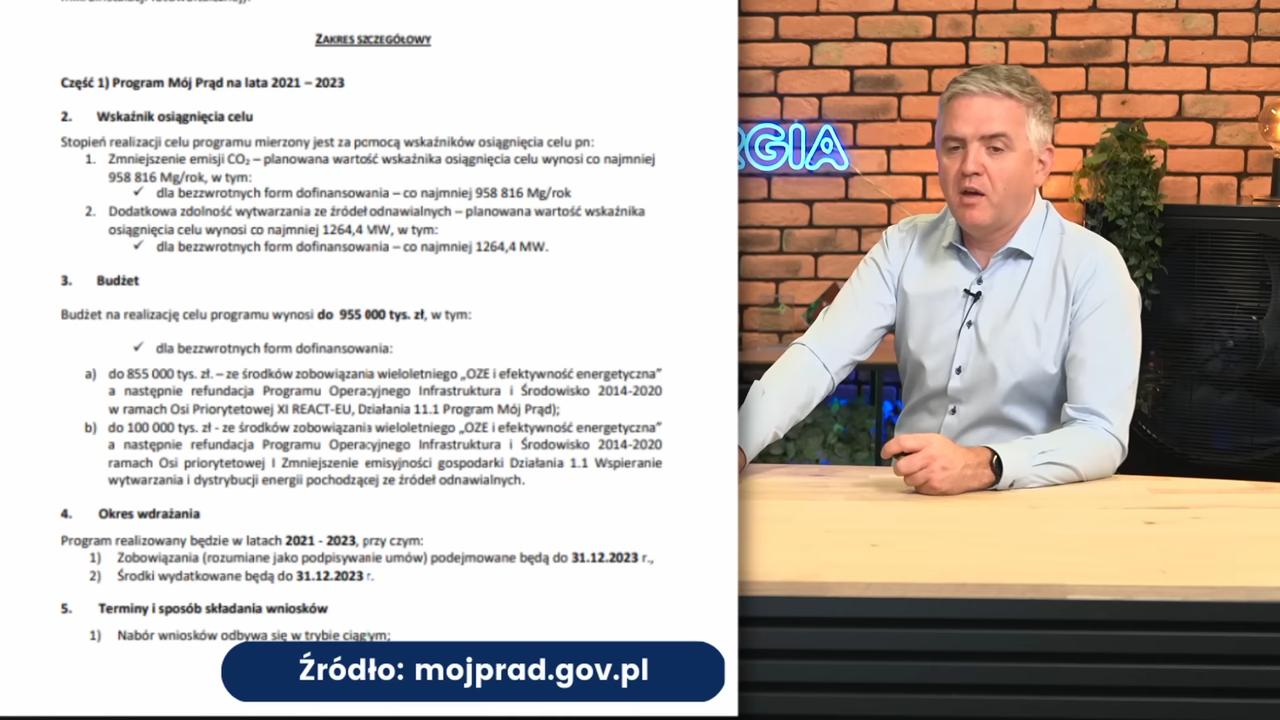 ZAKRES SZCZEGÓŁOWY
Część 1) Program Mój Prąd na lata 2021 – 2023
2. Wskaźnik osiągnięcia celu
Stopień realizacji celu programu mierzony jest za pomocą wskaźników osiągnięcia celu pn:
1. Zmniejszenie emisji CO₂ – planowana wartość wskaźnika osiągnięcia celu wynosi co najmniej
958 816 Mg/rok, w tym:
✓ dla bezzwrotnych form dofinansowania – co najmniej 958 816 Mg/rok
2. Dodatkowa zdolność wytwarzania ze źródeł odnawialnych – planowana wartość wskaźnika
osiągnięcia celu wynosi co najmniej 1264,4 MW, w tym:
✓ dla bezzwrotnych form dofinansowania – co najmniej 1264,4 MW.
3. Budżet
Budżet na realizację celu programu wynosi do 955 000 tys. zł, w tym:
✓ dla bezzwrotnych form dofinansowania:
a) do 855 000 tys. zł. – ze środków zobowiązania wieloletniego „OZE i efektywność energetyczna”
a następnie refundacja Programu Operacyjnego Infrastruktura i Środowisko 2014-2020
w ramach Osi Priorytetowej XI REACT-EU, Działania 11.1 Program Mój Prąd);
b) do 100 000 tys. zł - ze środków zobowiązania wieloletniego „OZE i efektywność energetyczna”
a następnie refundacja Programu Operacyjnego Infrastruktura i Środowisko 2014-2020
ramach Osi priorytetowej I Zmniejszenie emisyjności gospodarki Działania 1.1 Wspieranie
wytwarzania i dystrybucji energii pochodzącej ze źródeł odnawialnych.
4. Okres wdrażania
Program realizowany będzie w latach 2021 - 2023, przy czym:
1) Zobowiązania (rozumiane jako podpisywanie umów) podejmowane będą do 31.12.2023 r.,
2) Środki wydatkowane będą do 31.12.2023 r.
5. Terminy i sposób składania wniosków
1) Nabór wniosków odbywa się w trybie ciągłym;
Źródło: mojprad.gov.pl
RGIA